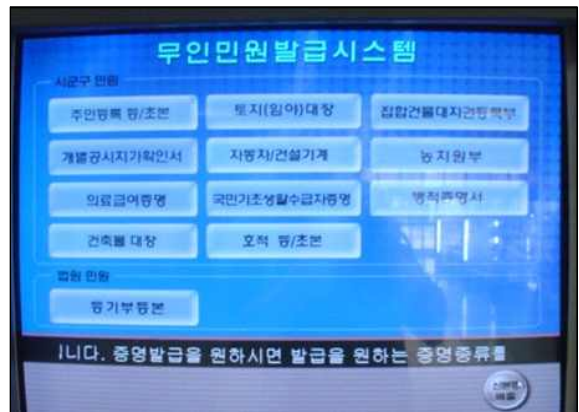 무인민원발급시스템
시군구 민원
주민등록 등/초본
토지(임야)대장
집합건물대지권등록부
개별공시지가확인서
자동차/건설기계
농지원부
의료급여증명
국민기초생활수급자증명
병적증명서
건축물 대장
호적 등/초본
법원 민원
등기부등본
니다. 증명발급을 원하시면 발급을 원하는 증명종류를